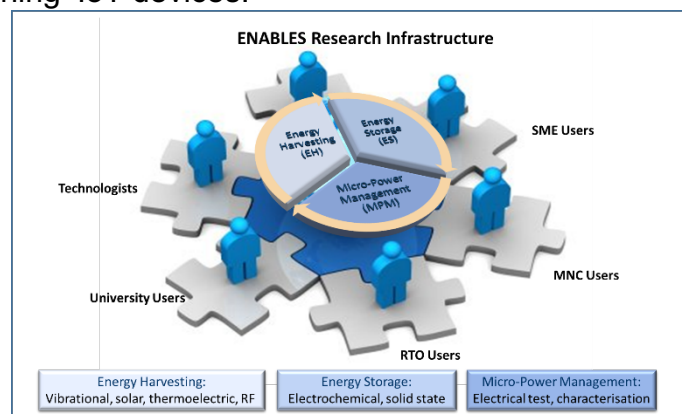 ENABLES Research Infrastructure
Energy
Harvesting
(EH)
Energy
Storage
(ES)
Micro-Power
Management
(MPM)
SME Users
Technologists
MNC Users
University Users
RTO Users
Energy Harvesting:
Vibrational, solar, thermoelectric, RF
Energy Storage:
Electrochemical, solid state
Micro-Power Management:
Electrical test, characterisation